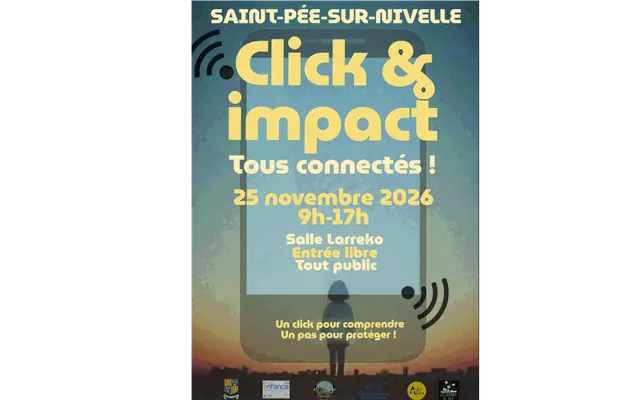 SAINT-PÉE-SUR-NIVELLE
Click &
impact
Tous connectés !
25 novembre 2026
9h-17h
Salle Larreko
Entrée libre
Tout public
Un click pour comprendre
Un pas pour protéger !